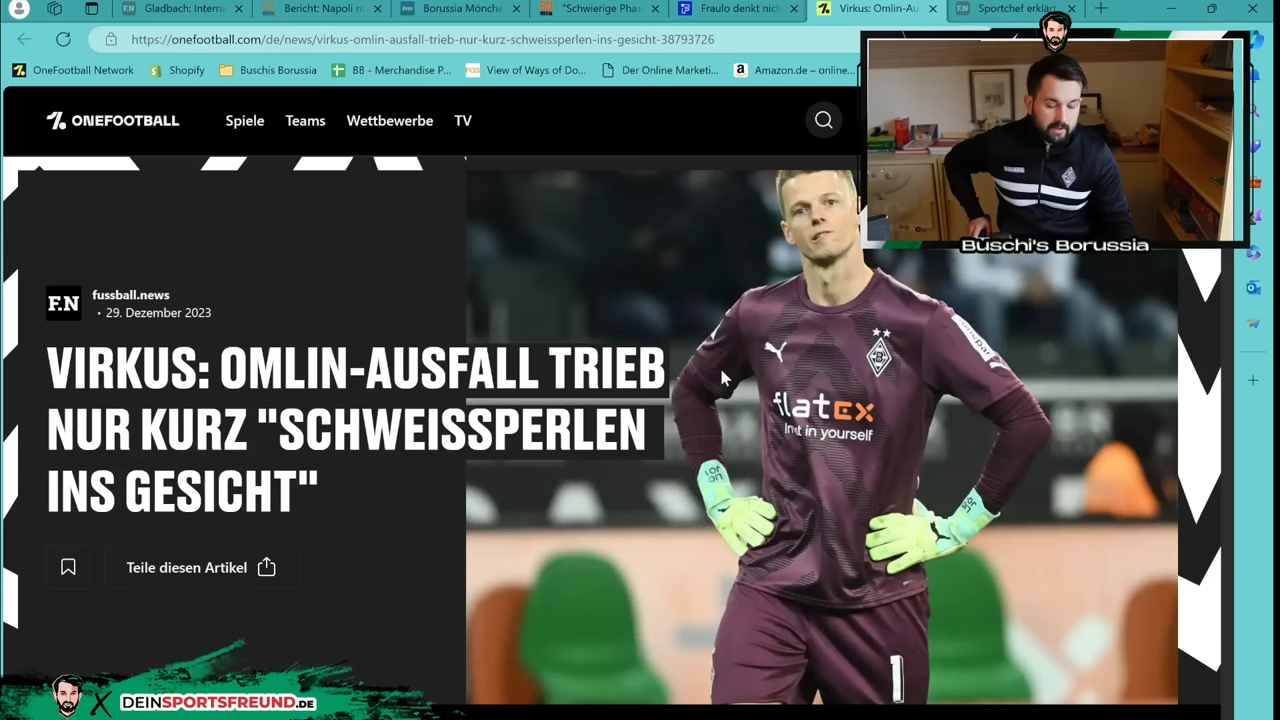 Gladbach: Interna
Bericht: Napoli ni
Borussia Mönche
"Schwierige Phas
Fraulo denkt nich
Virkus: Omlin-Au
Sportchef erklärt
https://onefootball.com/de/news/virkus-omlin-ausfall-trieb-nur-kurz-schweissperlen-ins-gesicht-38793726
OneFootball Network
Shopify
Buschis Borussia
BB - Merchandise P...
View of Ways of Do...
Der Online Marketi...
Amazon.de – online...
ONEFOOTBALL
Spiele
Teams
Wettbewerbe
TV
Büschi's Borussia
F.N
fussball.news
• 29. Dezember 2023
VIRKUS: OMLIN-AUSFALL TRIEB
NUR KURZ "SCHWEISSPERLEN
INS GESICHT"
Teile diesen Artikel
flatex
Invest in yourself
1
X DEINSPORTSFREUND.DE